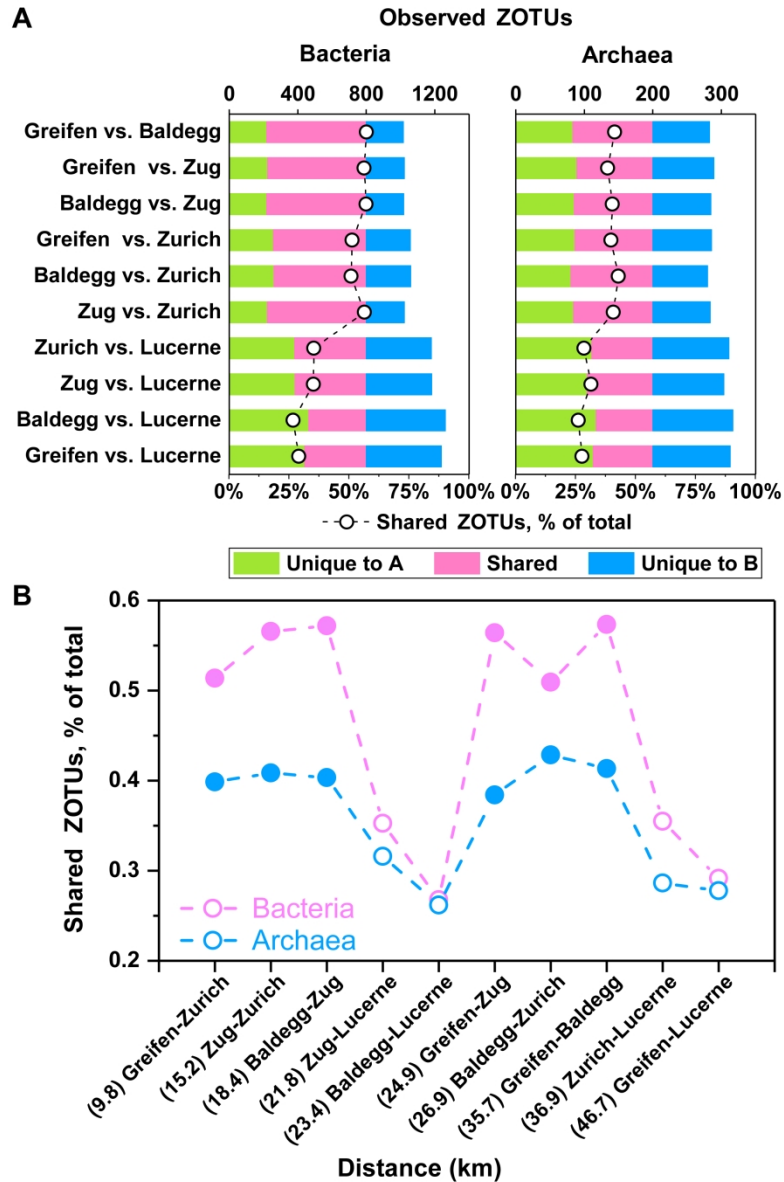 A
Observed ZOTUs
Bacteria
Archaea
0 400 800 1200
0 100 200 300
Greifen vs. Baldegg
Greifen vs. Zug
Baldegg vs. Zug
Greifen vs. Zurich
Baldegg vs. Zurich
Zug vs. Zurich
Zurich vs. Lucerne
Zug vs. Lucerne
Baldegg vs. Lucerne
Greifen vs. Lucerne
0% 25% 50% 75% 100%
0% 25% 50% 75% 100%
Shared ZOTUs, % of total
Unique to A Shared Unique to B
B
Shared ZOTUs, % of total
0.6
0.5
0.4
0.3
0.2
Bacteria
Archaea
(9.8) Greifen-Zurich
(15.2) Zug-Zurich
(18.4) Baldegg-Zug
(21.8) Zug-Lucerne
(23.4) Baldegg-Lucerne
(24.9) Greifen-Zug
(26.9) Baldegg-Zurich
(35.7) Greifen-Baldegg
(36.9) Zurich-Lucerne
(46.7) Greifen-Lucerne
Distance (km)